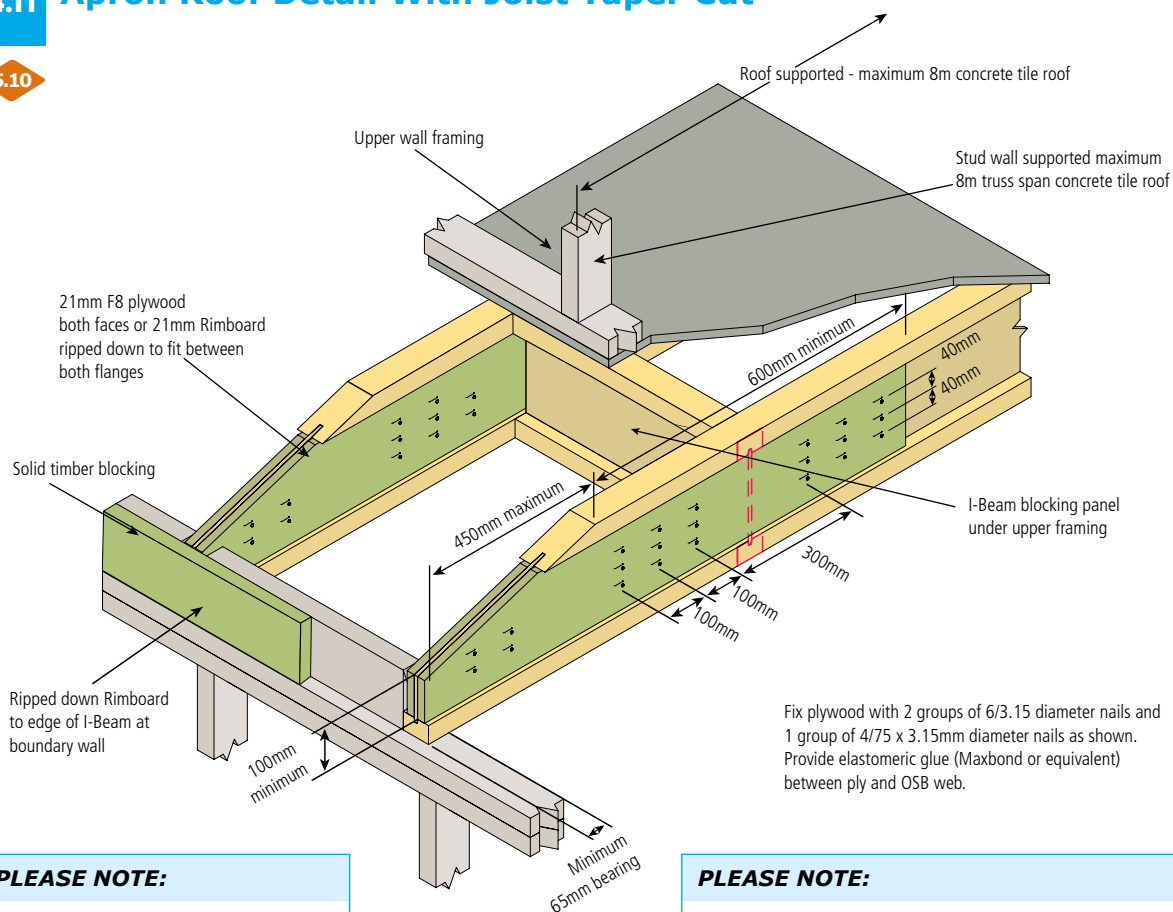 Apron Roof Detail with Joist Taper Cut
Roof supported - maximum 8m concrete tile roof
Upper wall framing
Stud wall supported maximum
8m truss span concrete tile roof
21mm F8 plywood
both faces or 21mm Rimboard
ripped down to fit between
both flanges
600mm minimum
40mm
40mm
Solid timber blocking
450mm maximum
I-Beam blocking panel
under upper framing
300mm
100mm
100mm
Ripped down Rimboard
to edge of I-Beam at
boundary wall
100mm
minimum
Fix plywood with 2 groups of 6/3.15 diameter nails and
1 group of 4/75 x 3.15mm diameter nails as shown.
Provide elastomeric glue (Maxbond or equivalent)
between ply and OSB web.
Minimum
65mm bearing
PLEASE NOTE:
PLEASE NOTE: